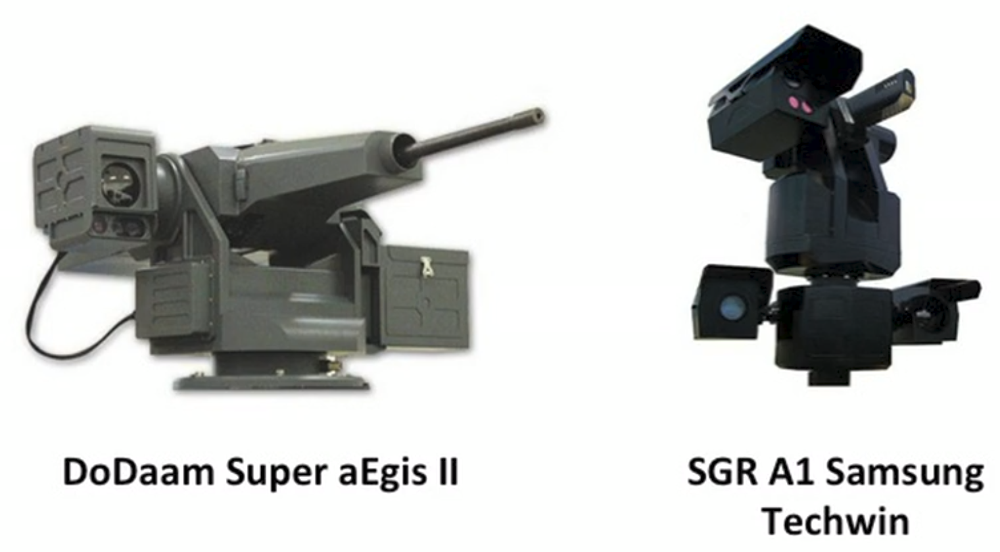 DoDaam Super aEgis II
SGR A1 Samsung
Techwin